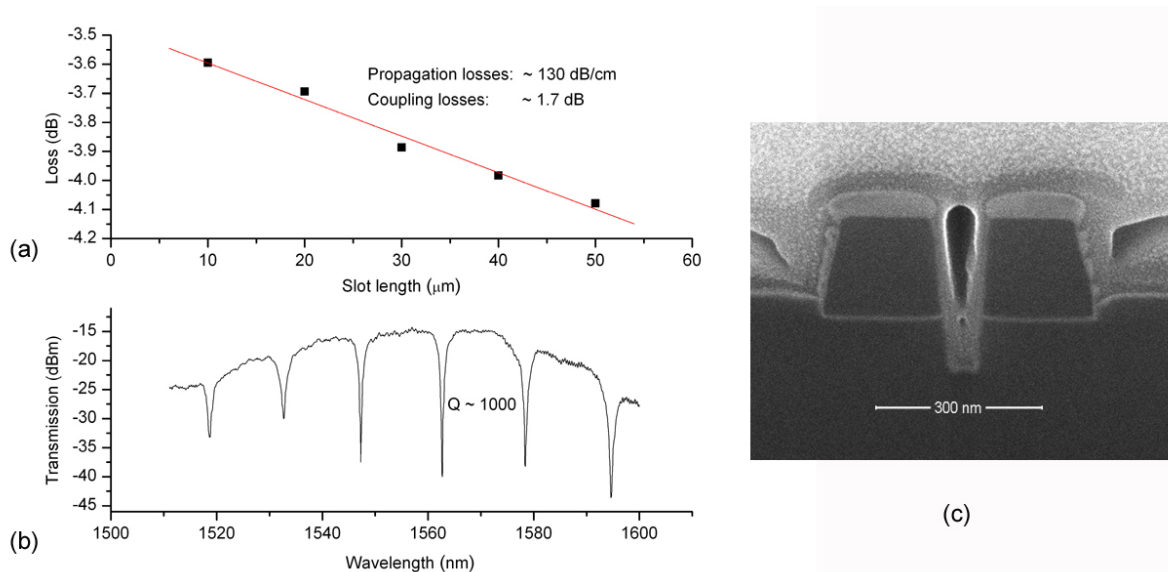 -3.5
-3.6
-3.7
-3.8
-3.9
-4.0
-4.1
-4.2
Loss (dB)
Propagation losses: ~ 130 dB/cm
Coupling losses: ~ 1.7 dB
0 10 20 30 40 50 60
Slot length (μm)
(a)
-15
-20
-25
-30
-35
-40
-45
Transmission (dBm)
Q ~ 1000
1500 1520 1540 1560 1580 1600
Wavelength (nm)
(b)
300 nm
(c)